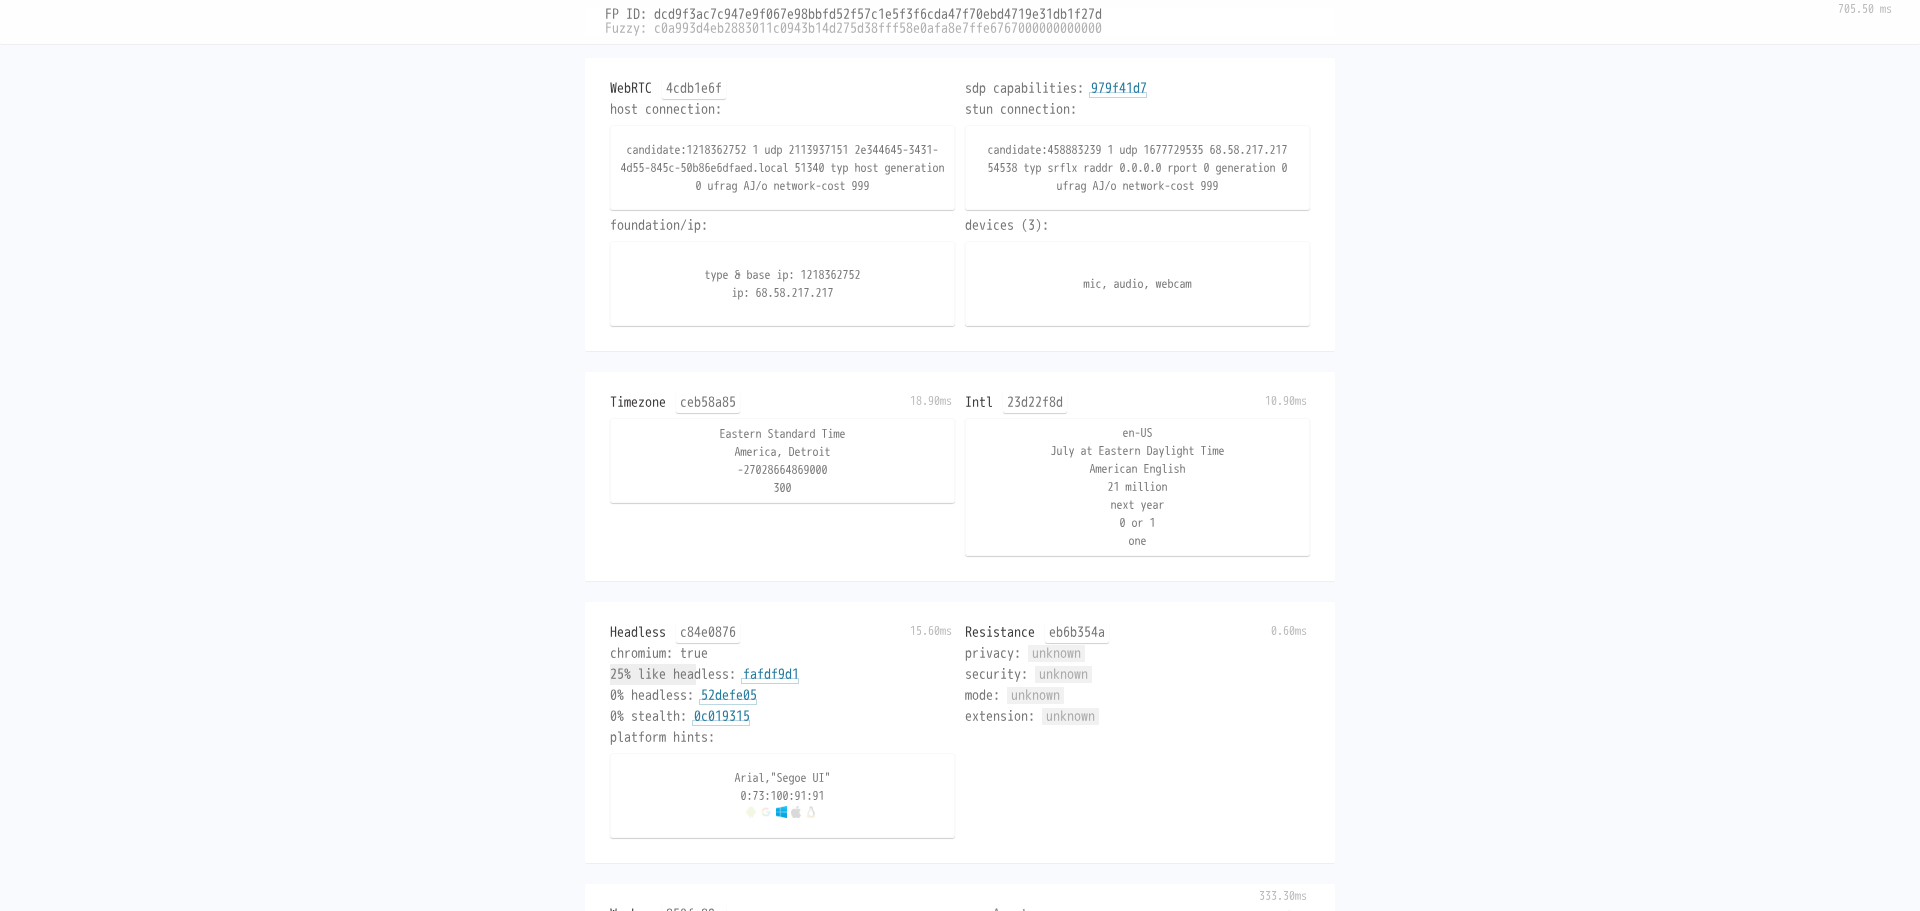 FP ID: dcd9f3ac7c947e9f067e98bbfd52f57c1e5f3f6cda47f70ebd4719e31db1f27d
705.50 ms
Fuzzy: c0a993d4eb2883011c0943b14d275d38fff58e0afa8e7ffe6767000000000000
WebRTC 4cdb1e6f
host connection:
candidate:1218362752 1 udp 2113937151 2e344645-3431-
4d55-845c-50b86e6dfaed.local 51340 typ host generation
0 ufrag AJ/o network-cost 999
foundation/ip:
type & base ip: 1218362752
ip: 68.58.217.217
sdp capabilities: 979f41d7
stun connection:
candidate:458883239 1 udp 1677729535 68.58.217.217
54538 typ srflx raddr 0.0.0.0 rport 0 generation 0
ufrag AJ/o network-cost 999
devices (3):
mic, audio, webcam
Timezone ceb58a85 18.90ms
Eastern Standard Time
America, Detroit
-27028664869000
300
Intl 23d22f8d 10.90ms
en-US
July at Eastern Daylight Time
American English
21 million
next year
0 or 1
one
Headless c84e0876 15.60ms
chromium: true
25% like headless: fafdf9d1
0% headless: 52defe05
0% stealth: 0c019315
platform hints:
Arial,"Segoe UI"
0:73:100:91:91
Resistance eb6b354a 0.60ms
privacy: unknown
security: unknown
mode: unknown
extension: unknown
333.30ms